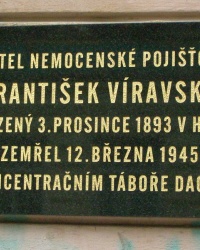 TEL NEMOCENSKÉ POJIŠŤO
RANTIŠEK VÍRAVSK
ZENÝ 3. PROSINCE 1893 V H
ZEMŘEL 12. BŘEZNA 1945
NCENTRAČNÍM TÁBOŘE DAC